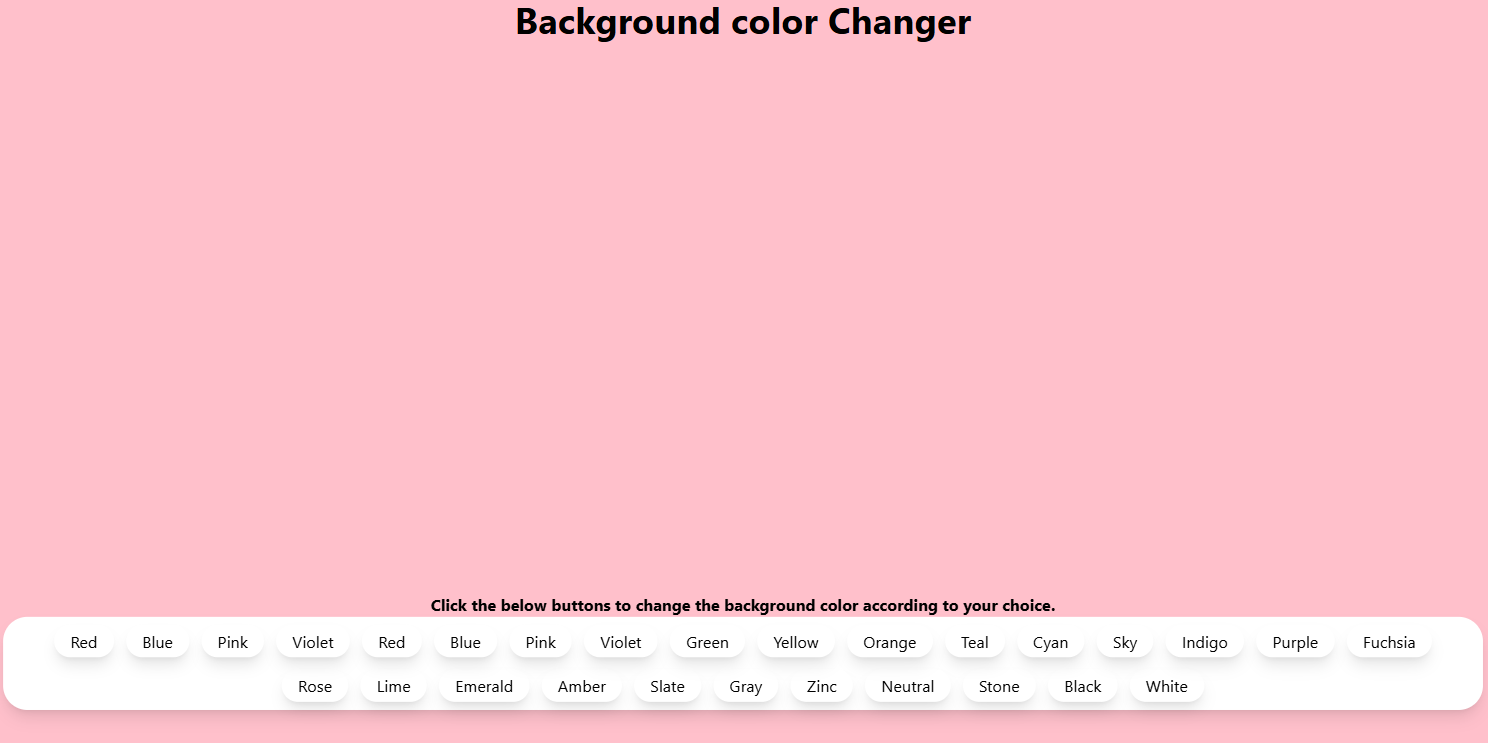 Background color Changer
Click the below buttons to change the background color according to your choice.
Red Blue Pink Violet Red Blue Pink Violet Green Yellow Orange Teal Cyan Sky Indigo Purple Fuchsia
Rose Lime Emerald Amber Slate Gray Zinc Neutral Stone Black White